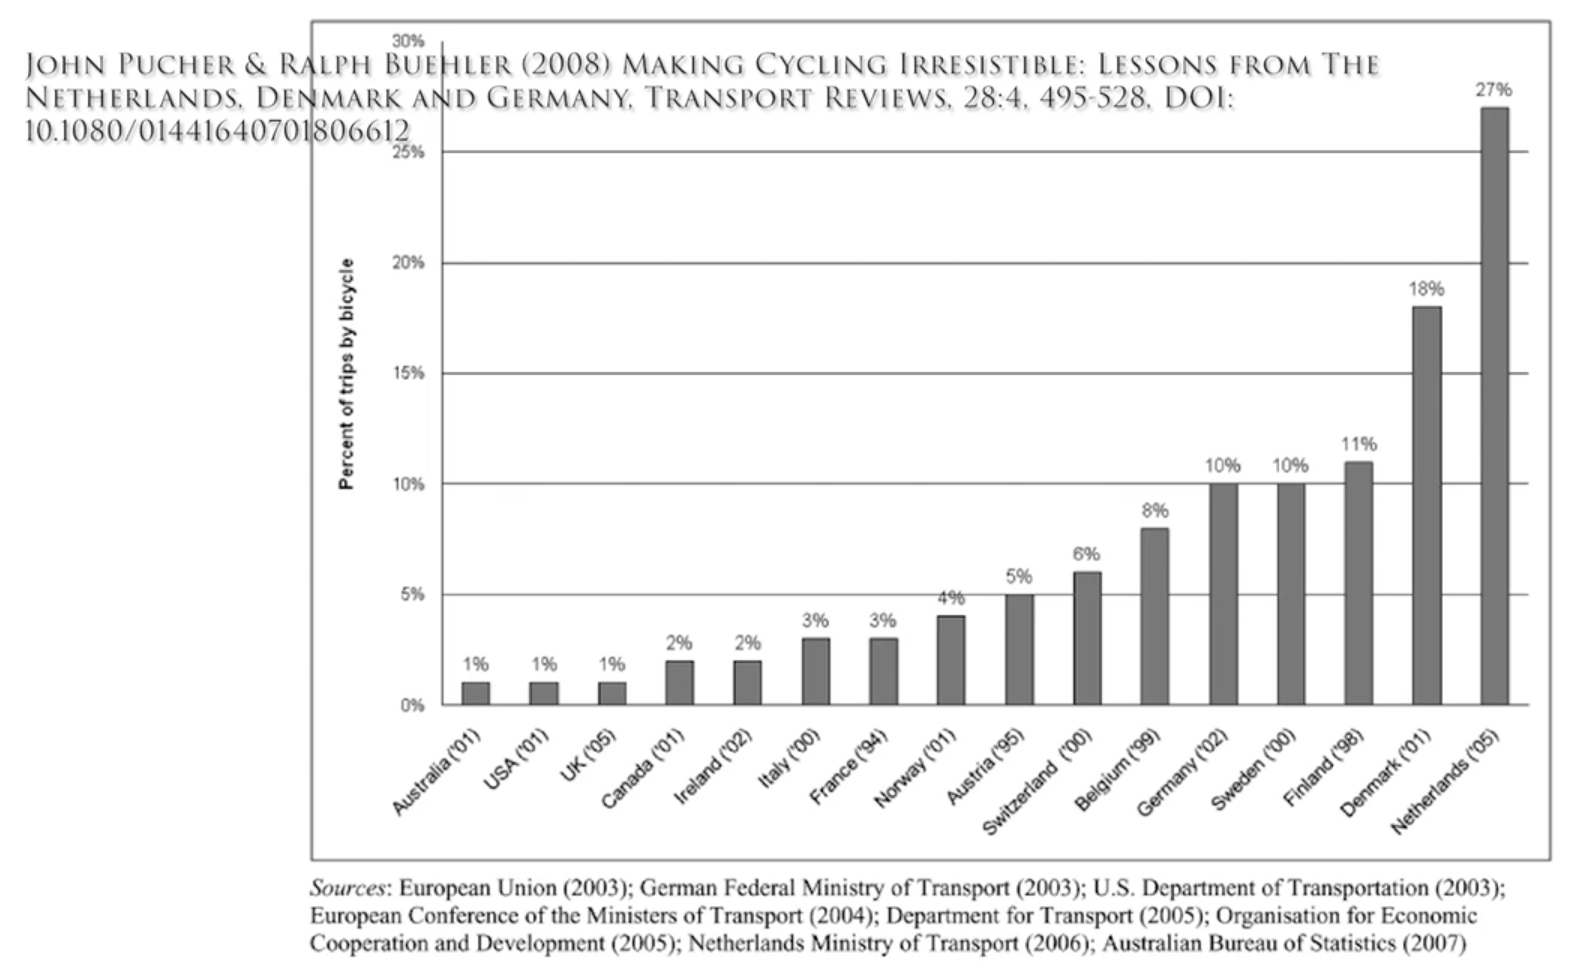 JOHN PUCHER & RALPH BUEHLER (2008) MAKING CYCLING IRRESISTIBLE: LESSONS FROM THE
NETHERLANDS, DENMARK AND GERMANY, TRANSPORT REVIEWS, 28:4, 495-528, DOI:
10.1080/01441640701806612
Percent of trips by bicycle
30%
25%
20%
15%
10%
5%
0%
1%
1%
1%
2%
2%
3%
3%
4%
5%
6%
8%
10%
10%
11%
18%
27%
Australia ('01)
USA ('01)
UK ('05)
Canada ('01)
Ireland ('02)
Italy ('00)
France ('94)
Norway ('01)
Austria ('95)
Switzerland ('00)
Belgium ('99)
Germany ('02)
Sweden ('00)
Finland ('98)
Denmark ('01)
Netherlands ('05)
Sources: European Union (2003); German Federal Ministry of Transport (2003); U.S. Department of Transportation (2003);
European Conference of the Ministers of Transport (2004); Department for Transport (2005); Organisation for Economic
Cooperation and Development (2005); Netherlands Ministry of Transport (2006); Australian Bureau of Statistics (2007)